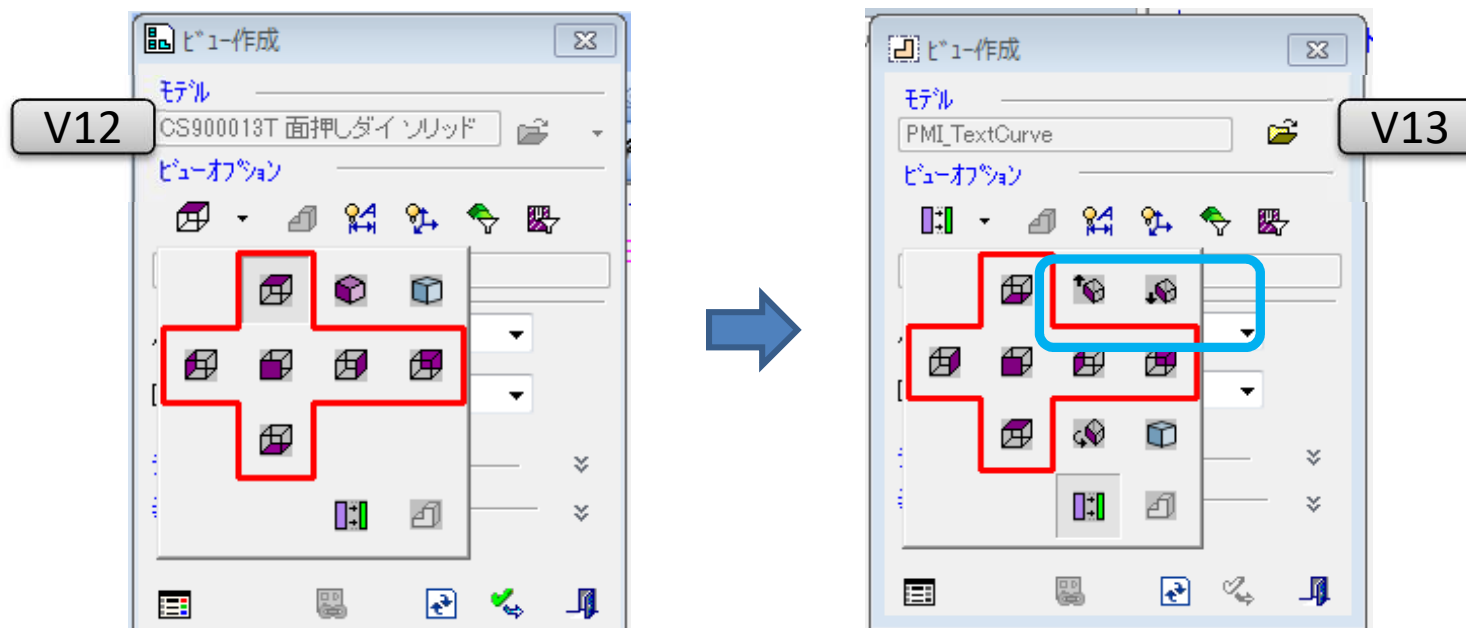 ﾋﾞｭｰ作成
ﾓﾃﾞﾙ
V12
CS900013T 面押しダイ ソリッド
ﾋﾞｭｰｵﾌﾟｼｮﾝ
ﾋﾞｭｰ作成
ﾓﾃﾞﾙ
PMI_TextCurve
V13
ﾋﾞｭｰｵﾌﾟｼｮﾝ